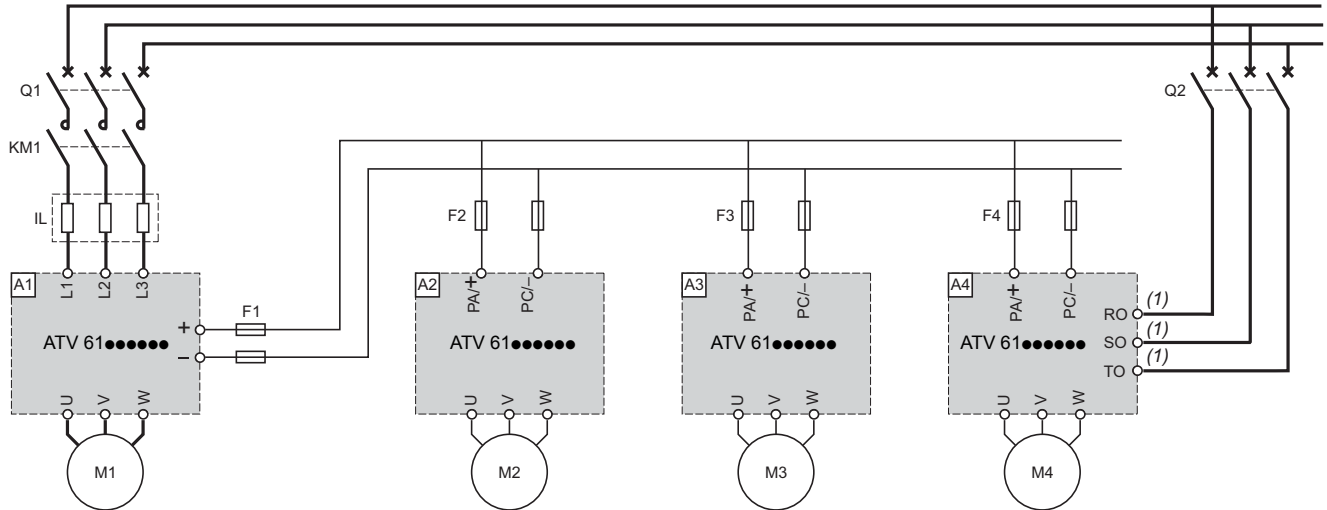 Q1
Q2
KM1
IL
F2
F3
F4
A1
L1 L2 L3
A2
PA/+ PC/–
A3
PA/+ PC/–
A4
PA/+ PC/–
F1
+
–
ATV 61●●●●●●
ATV 61●●●●●●
ATV 61●●●●●●
ATV 61●●●●●●
RO (1)
SO (1)
TO (1)
U V W
U V W
U V W
U V W
M1
M2
M3
M4